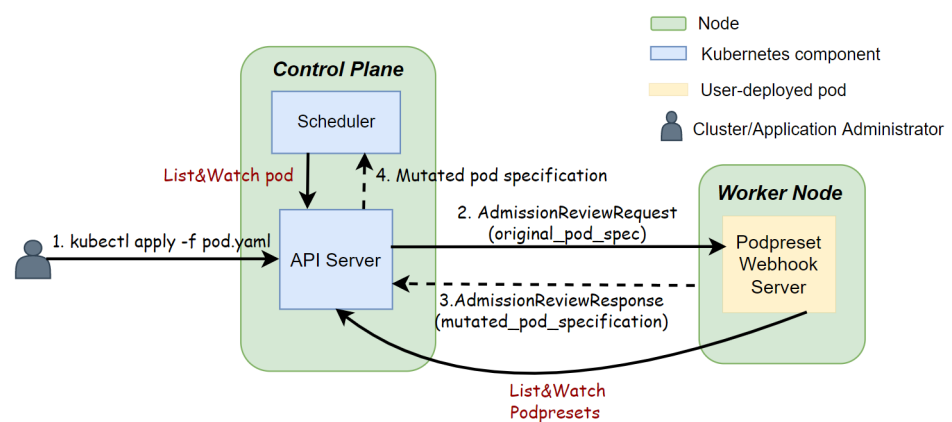 Node
Kubernetes component
User-deployed pod
Cluster/Application Administrator
Control Plane
Scheduler
List&Watch pod
4. Mutated pod specification
1. kubectl apply -f pod.yaml
API Server
2. AdmissionReviewRequest
(original_pod_spec)
3.AdmissionReviewResponse
(mutated_pod_specification)
Worker Node
Podpreset
Webhook
Server
List&Watch
Podpresets